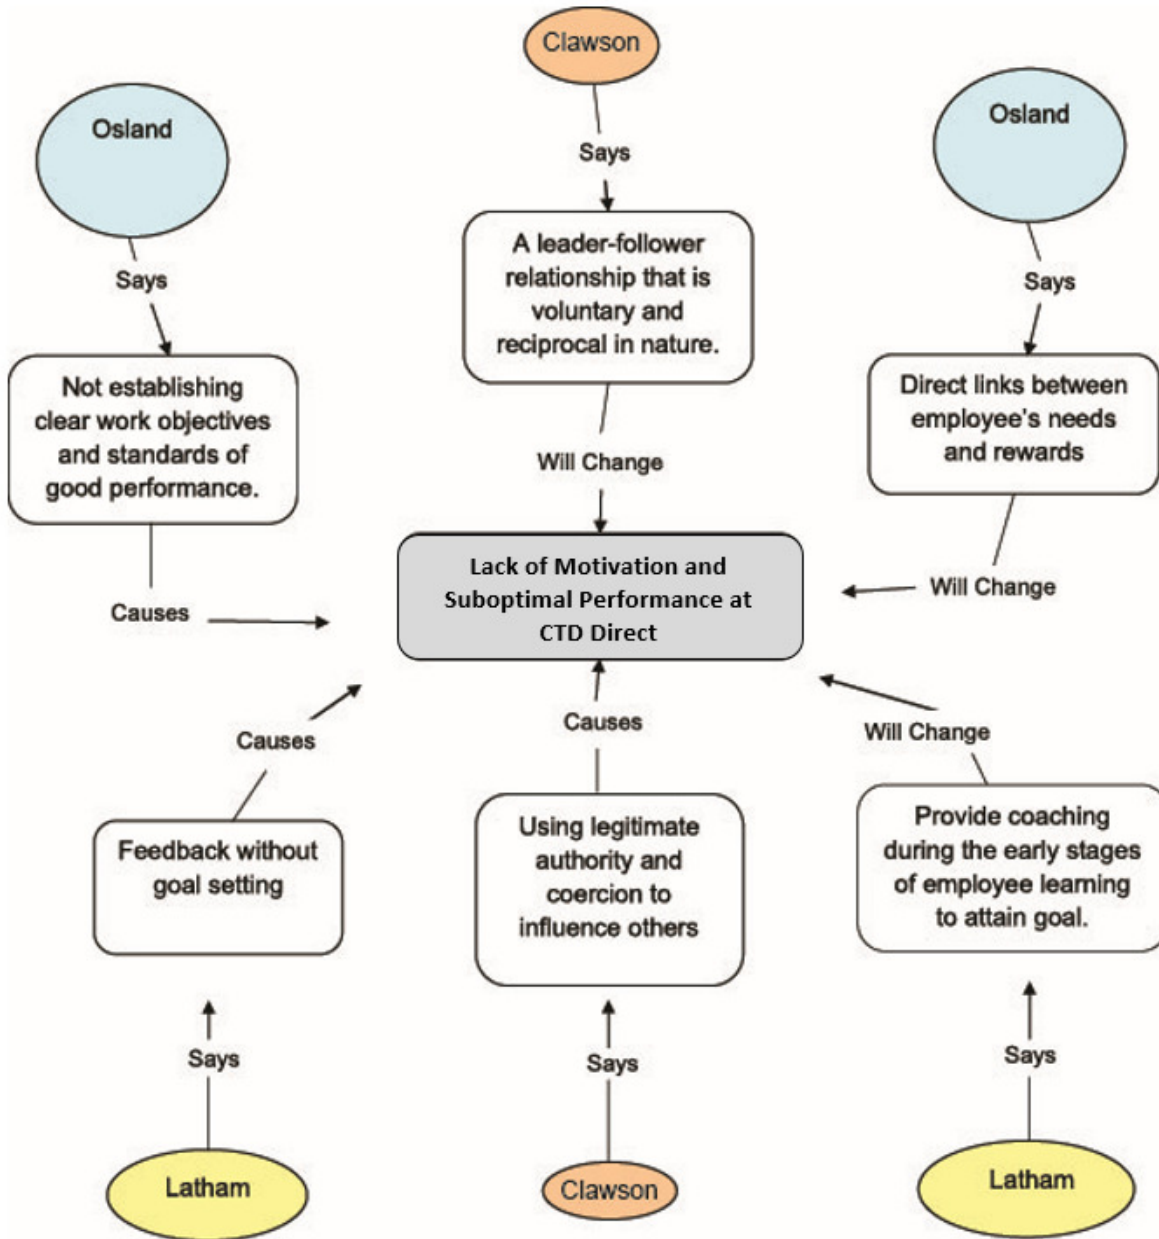 Clawson
Says
A leader-follower
relationship that is
voluntary and
reciprocal in nature.
Will Change
Osland
Says
Not establishing
clear work objectives
and standards of
good performance.
Causes
Osland
Says
Direct links between
employee's needs
and rewards
Will Change
Lack of Motivation and
Suboptimal Performance at
CTD Direct
Causes
Feedback without
goal setting
Says
Latham
Causes
Using legitimate
authority and
coercion to
influence others
Says
Clawson
Will Change
Provide coaching
during the early stages
of employee learning
to attain goal.
Says
Latham